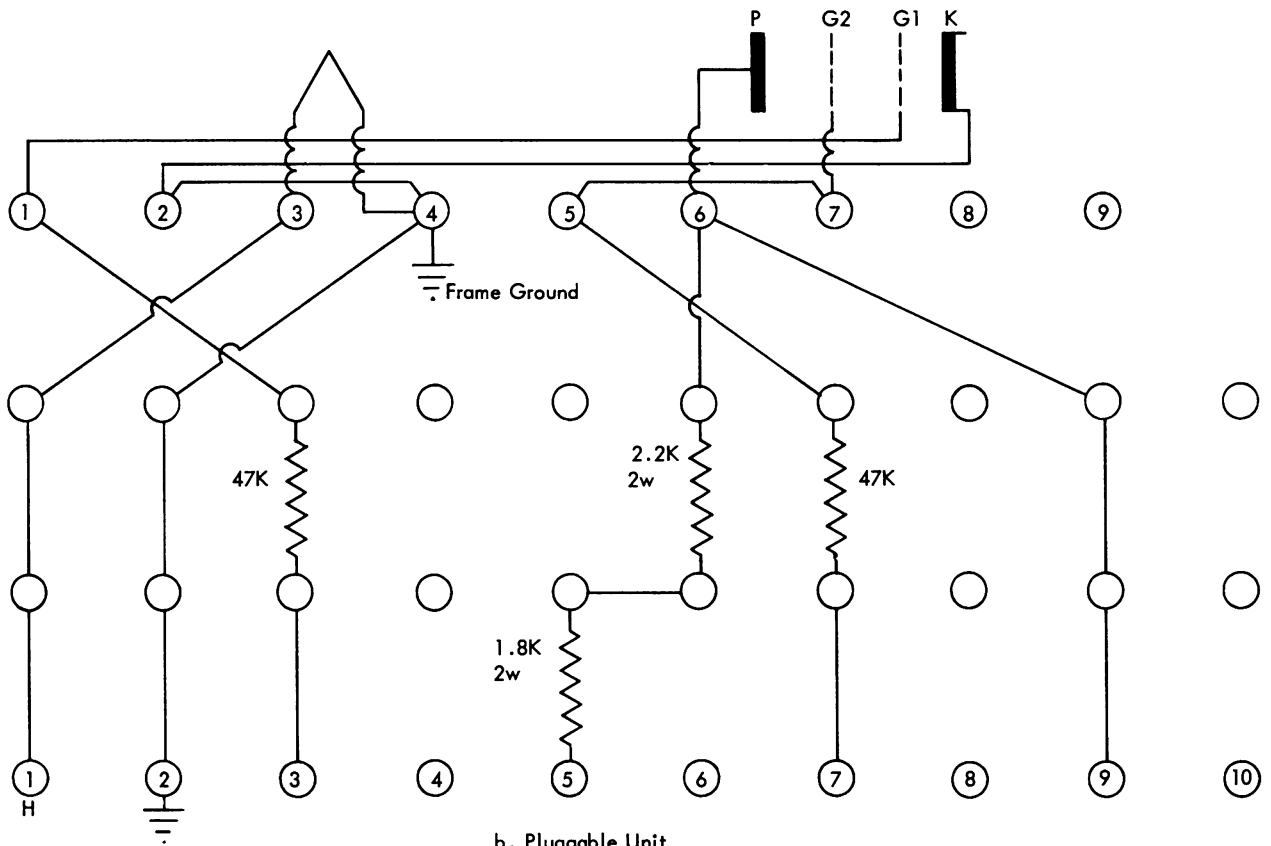 P G2 G1 K
1 2 3 4 5 6 7 8 9
Frame Ground
47K
2.2K
2w
47K
1.8K
2w
1 2 3 4 5 6 7 8 9 10
H
b. Pluggable Unit